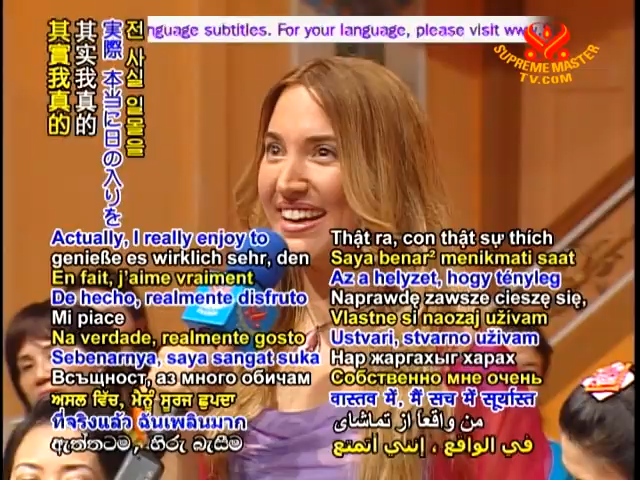 nguage subtitles. For your language, please visit www.
SUPREME MASTER
TV.COM
其實我真的
其实我真的
実際 本当に日の入りを
전 사실 일몰을
Actually, I really enjoy to
genieße es wirklich sehr, den
En fait, j'aime vraiment
De hecho, realmente disfruto
Mi piace
Na verdade, realmente gosto
Sebenarnya, saya sangat suka
Всъщност, аз много обичам
ਅਸਲ ਵਿੱਚ, ਮੈਨੂੰ ਸੂਰਜ ਛੁਪਦਾ
ที่จริงแล้ว ฉันเพลินมาก
ඇත්තටම, හිරු බැසීම
Thật ra, con thật sự thích
Saya benar² menikmati saat
Az a helyzet, hogy tényleg
Naprawdę zawsze cieszę się,
Vlastne si naozaj užívam
Ustvari, stvarno uživam
Нар жаргахыг харах
Собственно мне очень
वास्तव में, मैं सच में सूर्यास्त
من واقعاً از تماشای
في الواقع ، إنني أتمتع